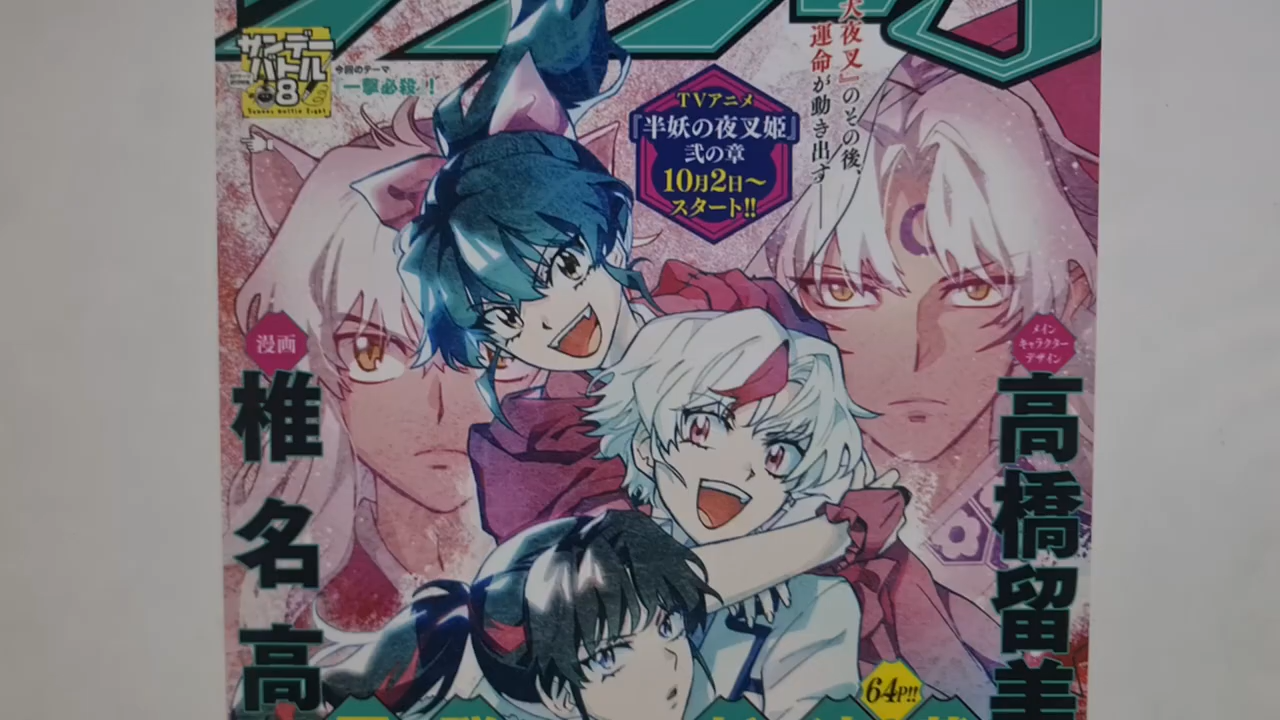 サンデー
バトル
8
Sunday battle Eight
今回のテーマ
「一撃必殺」!
犬夜叉』のその後、
運命が動き出す――
TVアニメ
『半妖の夜叉姫』
弐の章
10月2日～
スタート!!
漫画
椎名高
メイン
キャラクター
デザイン
高橋留美
64P!!